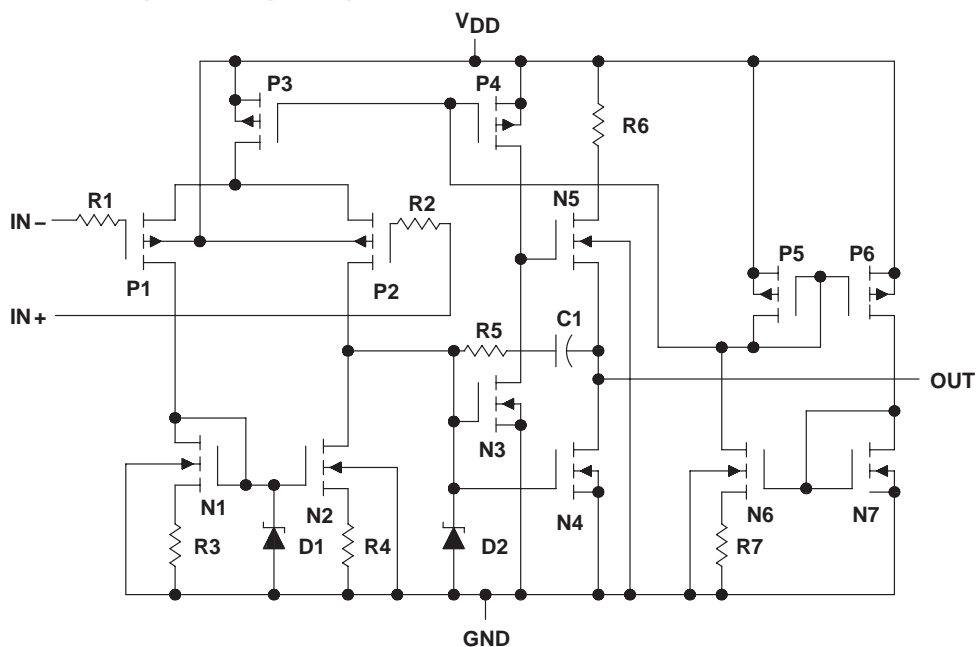 VDD
P3
P4
R6
R1
R2
N5
IN−
P5
P6
P1
P2
IN+
R5
C1
OUT
N3
N1
N2
N4
N6
N7
R3
D1
R4
D2
R7
GND